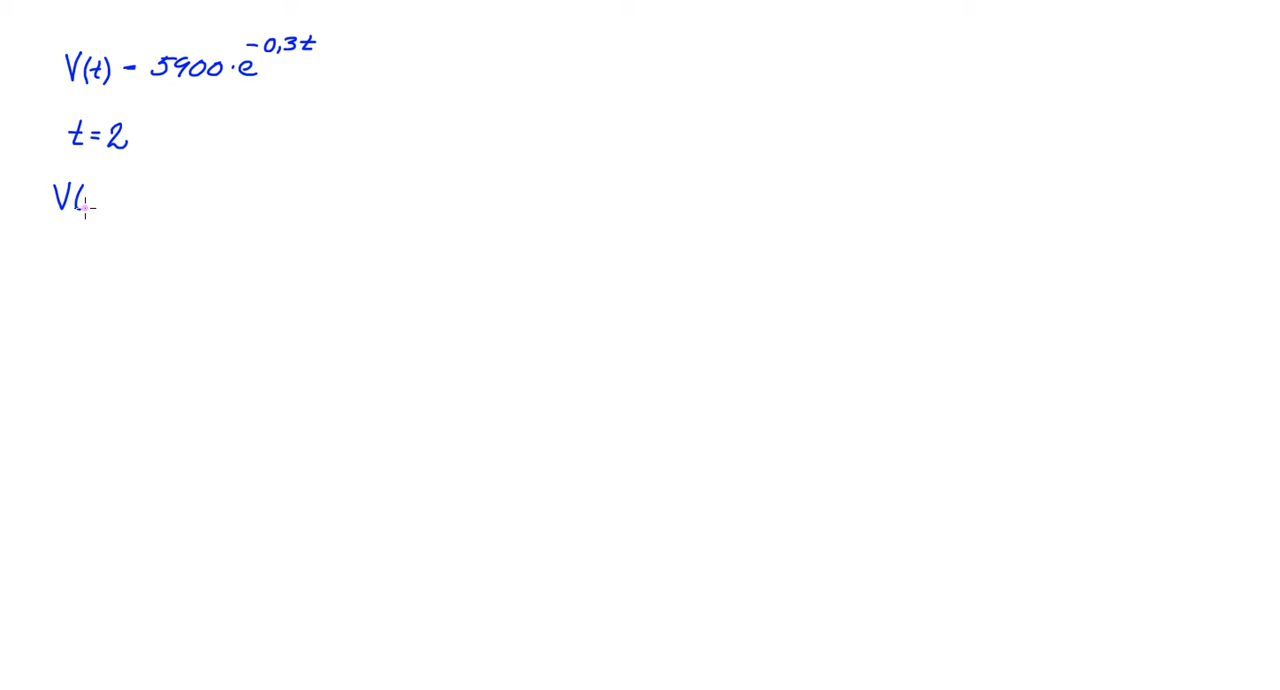 V(t) - 5900 · e^-0,3t
t = 2
V(